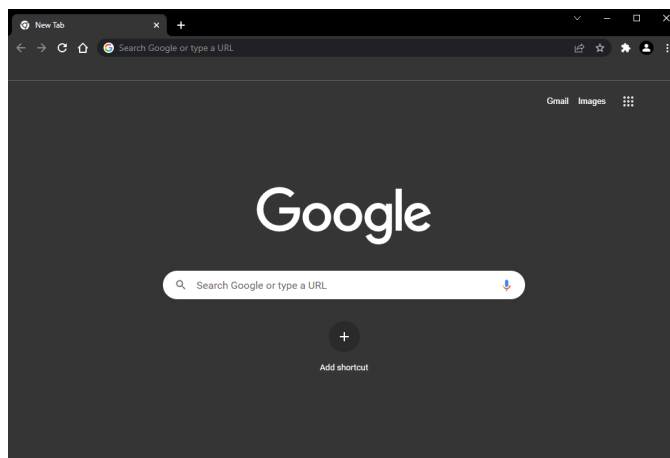 New Tab
Search Google or type a URL
Gmail Images
Google
Search Google or type a URL
Add shortcut